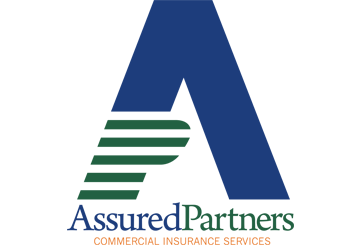 AssuredPartners
COMMERCIAL INSURANCE SERVICES